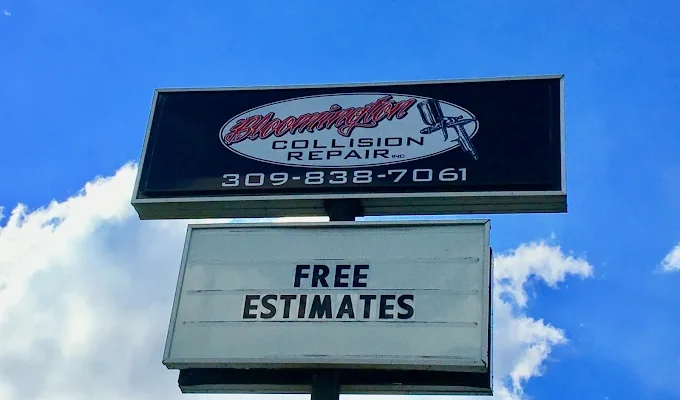 Bloomington
COLLISION
REPAIR INC
309-838-7061
FREE
ESTIMATES